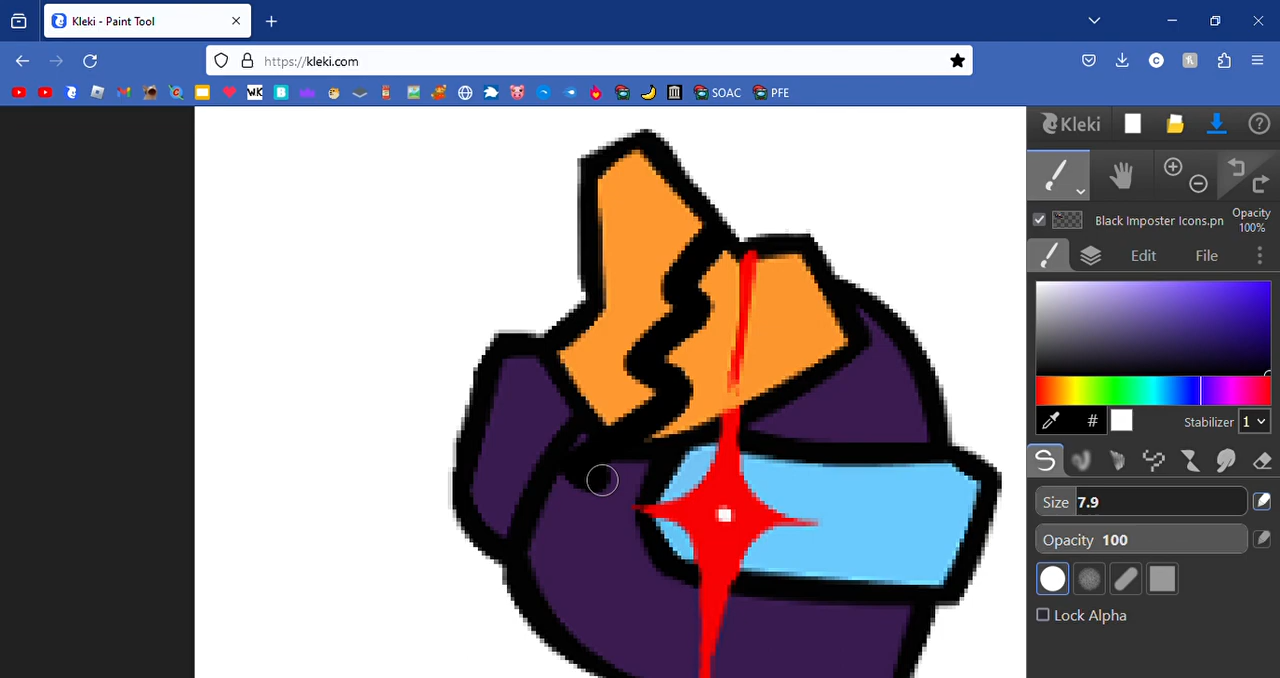 Kleki - Paint Tool
https://kleki.com
WK
B
SOAC
PFE
Kleki
Black Imposter Icons.pn
Opacity
100%
Edit
File
#
Stabilizer
1
Size 7.9
Opacity 100
Lock Alpha